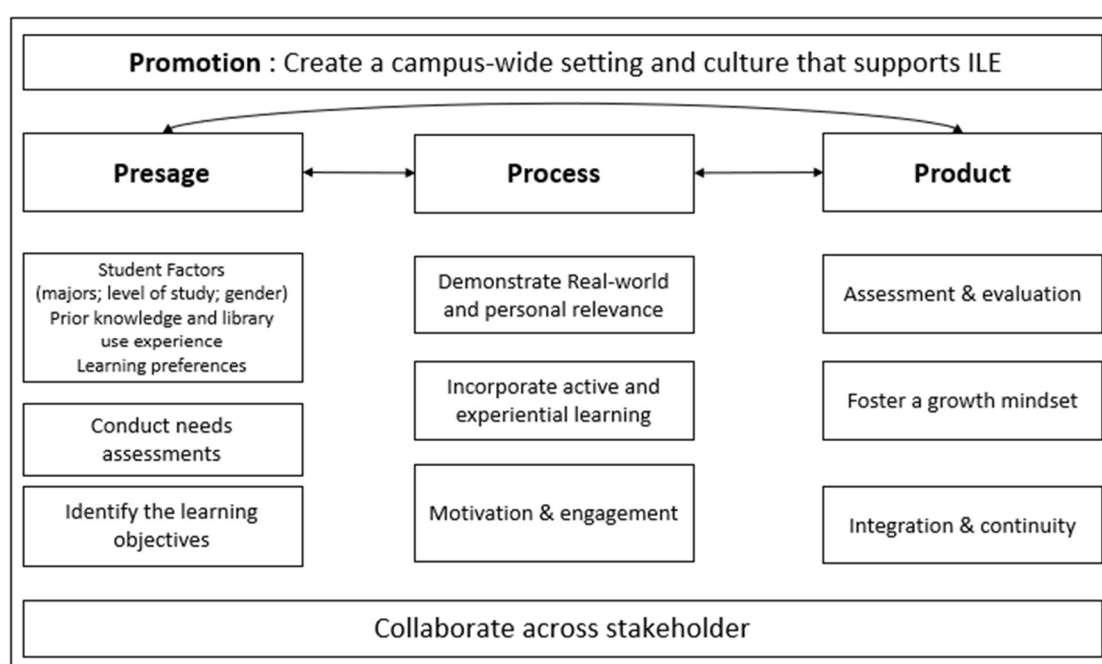 Promotion : Create a campus-wide setting and culture that supports ILE
Presage
Process
Product
Student Factors
(majors; level of study; gender)
Prior knowledge and library
use experience
Learning preferences
Conduct needs
assessments
Identify the learning
objectives
Demonstrate Real-world
and personal relevance
Incorporate active and
experiential learning
Motivation & engagement
Assessment & evaluation
Foster a growth mindset
Integration & continuity
Collaborate across stakeholder